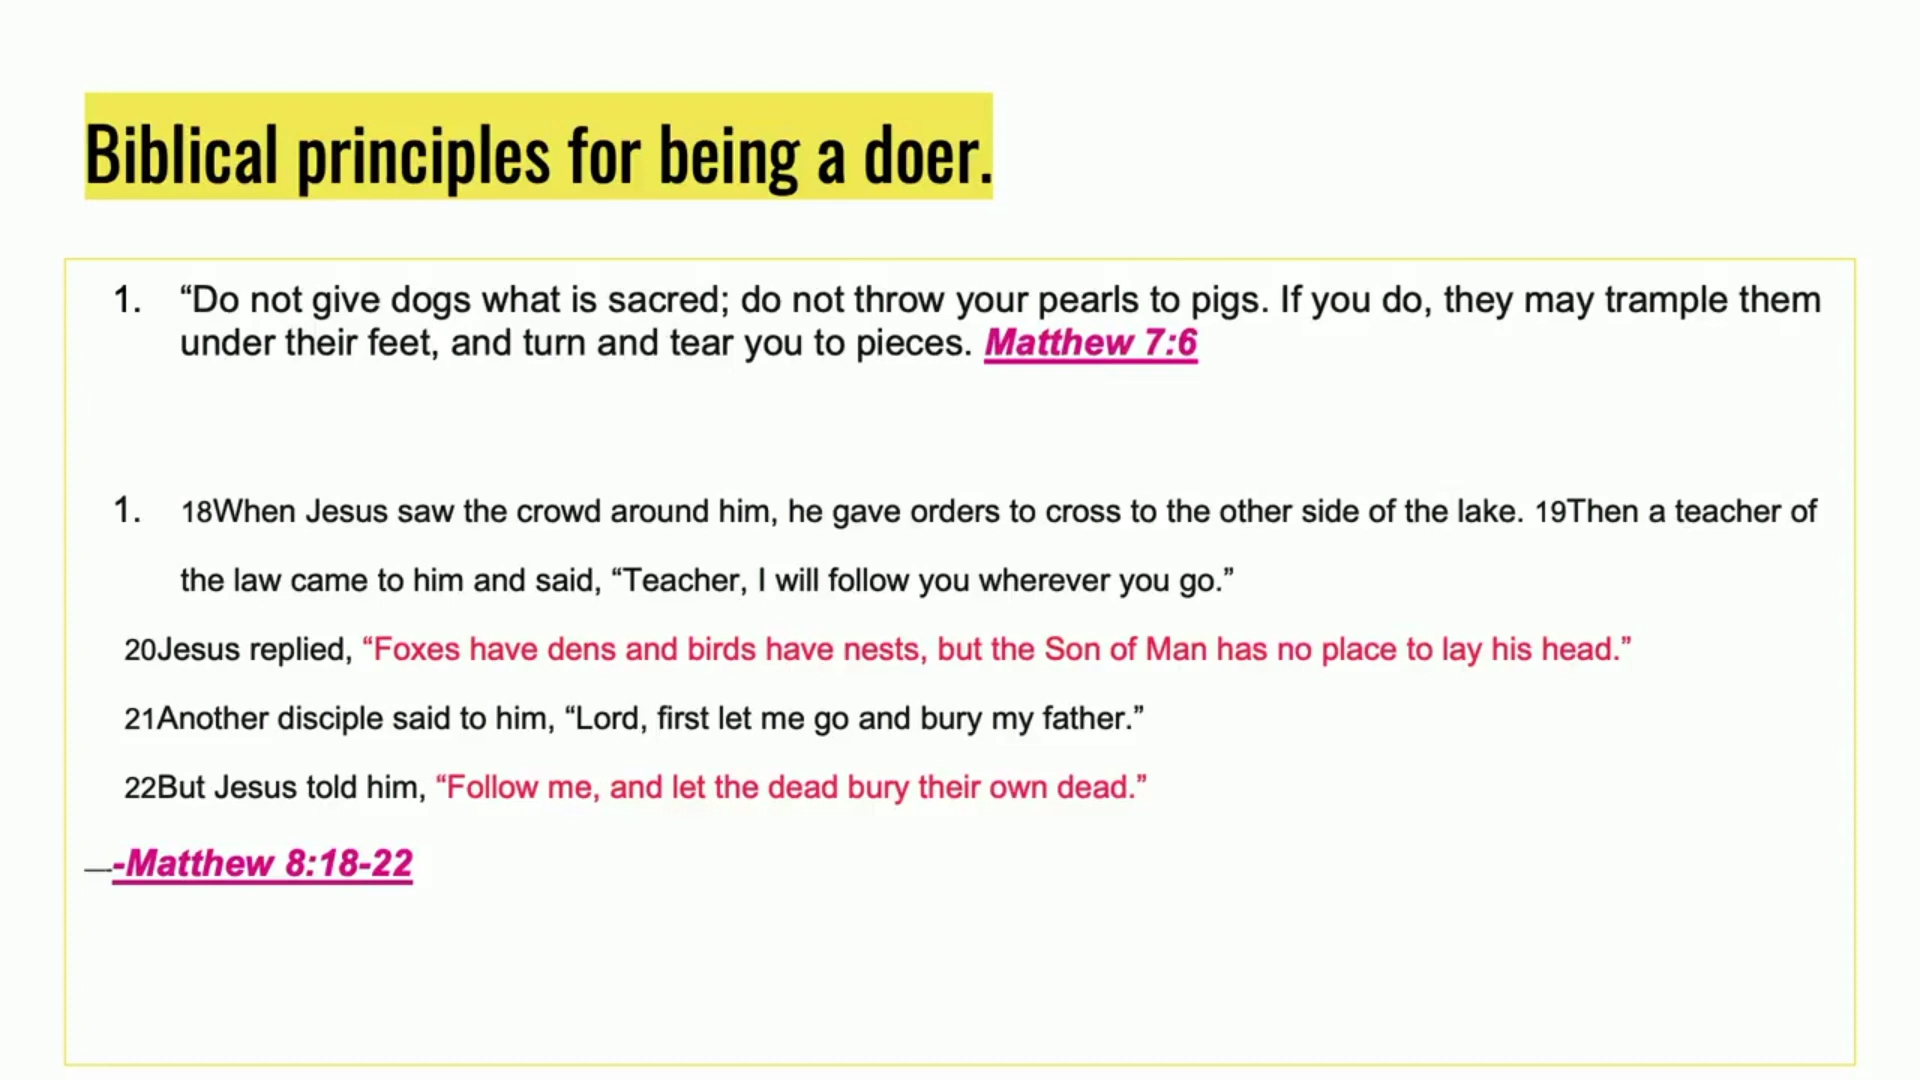 Biblical principles for being a doer.
1. “Do not give dogs what is sacred; do not throw your pearls to pigs. If you do, they may trample them
under their feet, and turn and tear you to pieces. Matthew 7:6
1. 18When Jesus saw the crowd around him, he gave orders to cross to the other side of the lake. 19Then a teacher of
the law came to him and said, “Teacher, I will follow you wherever you go.”
20Jesus replied, “Foxes have dens and birds have nests, but the Son of Man has no place to lay his head.”
21Another disciple said to him, “Lord, first let me go and bury my father.”
22But Jesus told him, “Follow me, and let the dead bury their own dead.”
—-Matthew 8:18-22